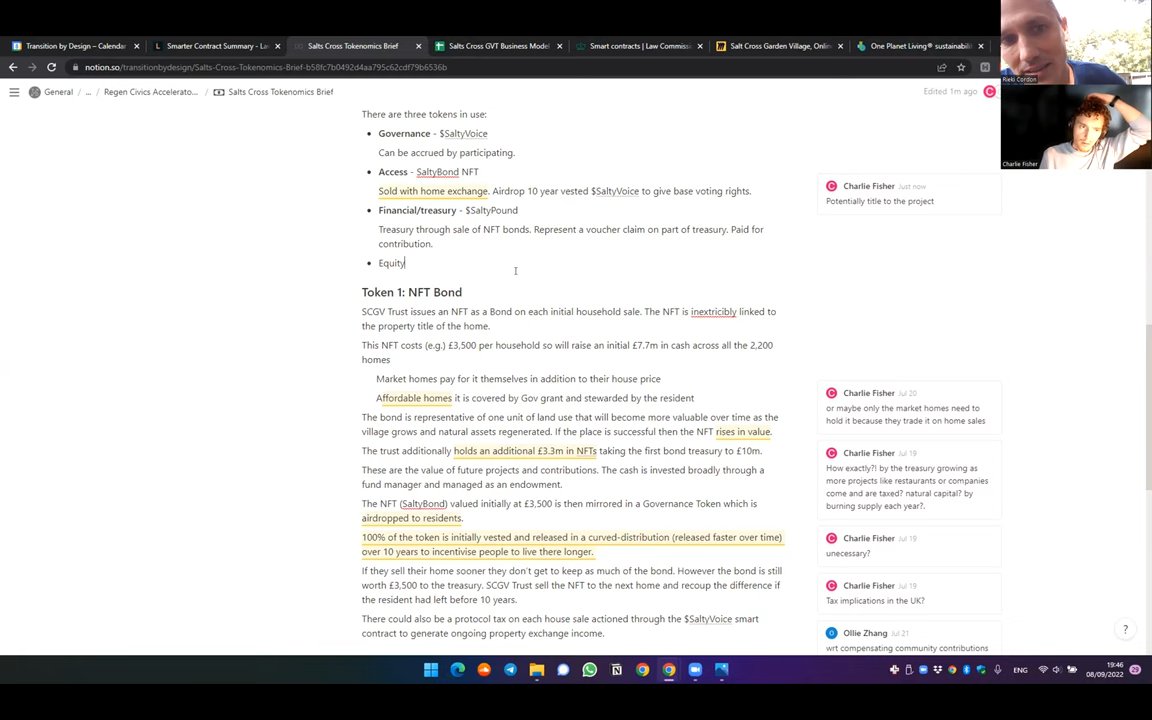 Transition by Design – Calendar
Smarter Contract Summary - La
Salts Cross Tokenomics Brief
Salts Cross GVT Business Model
Smart contracts | Law Commiss
Salt Cross Garden Village, Onlin
One Planet Living® sustainabil
notion.so/transitionbydesign/Salts-Cross-Tokenomics-Brief-b58fc7b0492d4aa795c62cdf79b6536b
General / ... / Regen Civics Accelerato... / Salts Cross Tokenomics Brief
Edited 1m ago
Rieki Cordon
Charlie Fisher
There are three tokens in use:
• Governance - $SaltyVoice
Can be accrued by participating.
• Access - SaltyBond NFT
Sold with home exchange. Airdrop 10 year vested $SaltyVoice to give base voting rights.
• Financial/treasury - $SaltyPound
Treasury through sale of NFT bonds. Represent a voucher claim on part of treasury. Paid for
contribution.
• Equity
Token 1: NFT Bond
SCGV Trust issues an NFT as a Bond on each initial household sale. The NFT is inextricibly linked to
the property title of the home.
This NFT costs (e.g.) £3,500 per household so will raise an initial £7.7m in cash across all the 2,200
homes
Market homes pay for it themselves in addition to their house price
Affordable homes it is covered by Gov grant and stewarded by the resident
The bond is representative of one unit of land use that will become more valuable over time as the
village grows and natural assets regenerated. If the place is successful then the NFT rises in value.
The trust additionally holds an additional £3.3m in NFTs taking the first bond treasury to £10m.
These are the value of future projects and contributions. The cash is invested broadly through a
fund manager and managed as an endowment.
The NFT (SaltyBond) valued initially at £3,500 is then mirrored in a Governance Token which is
airdropped to residents.
100% of the token is initially vested and released in a curved-distribution (released faster over time)
over 10 years to incentivise people to live there longer.
If they sell their home sooner they don't get to keep as much of the bond. However the bond is still
worth £3,500 to the treasury. SCGV Trust sell the NFT to the next home and recoup the difference if
the resident had left before 10 years.
There could also be a protocol tax on each house sale actioned through the $SaltyVoice smart
contract to generate ongoing property exchange income.
Charlie Fisher Just now
Potentially title to the project
Charlie Fisher Jul 20
or maybe only the market homes need to
hold it because they trade it on home sales
Charlie Fisher Jul 19
How exactly?! by the treasury growing as
more projects like restaurants or companies
come and are taxed? natural capital? by
burning supply each year?.
Charlie Fisher Jul 19
unecessary?
Charlie Fisher Jul 19
Tax implications in the UK?
Ollie Zhang Jul 21
wrt compensating community contributions
?
ENG
19:46
08/09/2022
29